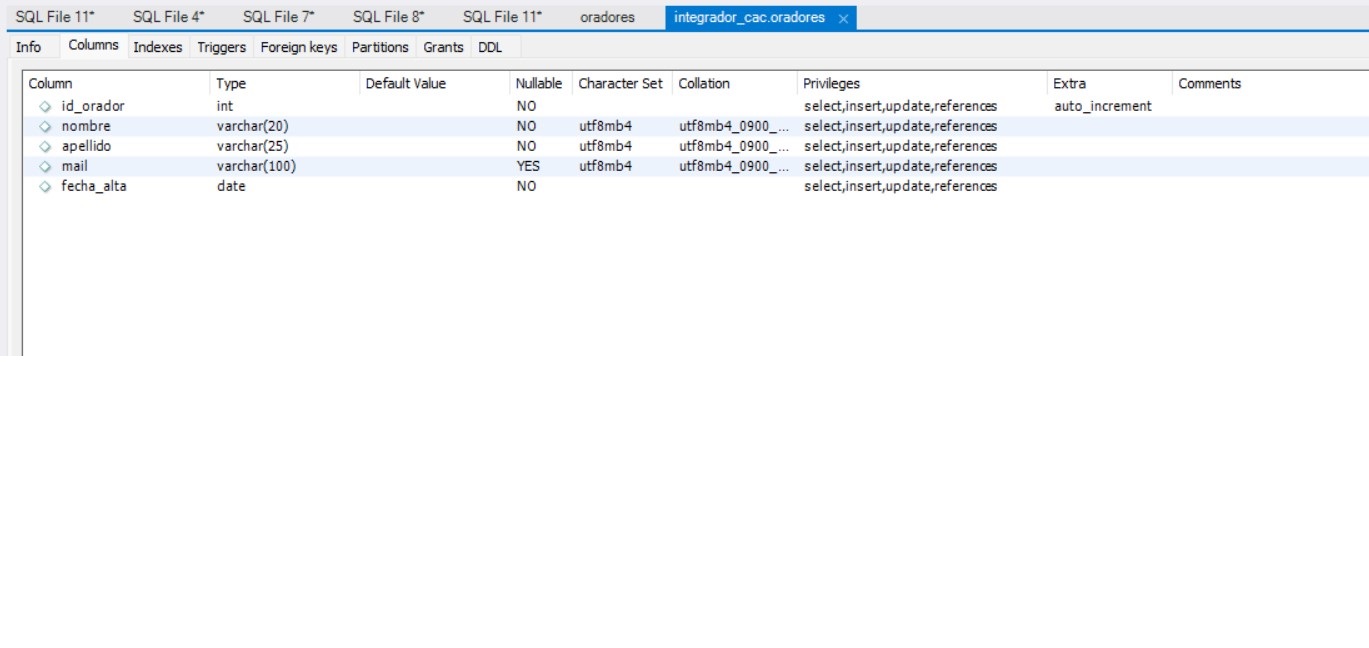 SQL File 11* SQL File 4* SQL File 7* SQL File 8* SQL File 11* oradores integrador_cac.oradores ×
Info Columns Indexes Triggers Foreign keys Partitions Grants DDL
Column Type Default Value Nullable Character Set Collation Privileges Extra Comments
id_orador int NO select,insert,update,references auto_increment
nombre varchar(20) NO utf8mb4 utf8mb4_0900_... select,insert,update,references
apellido varchar(25) NO utf8mb4 utf8mb4_0900_... select,insert,update,references
mail varchar(100) YES utf8mb4 utf8mb4_0900_... select,insert,update,references
fecha_alta date NO select,insert,update,references